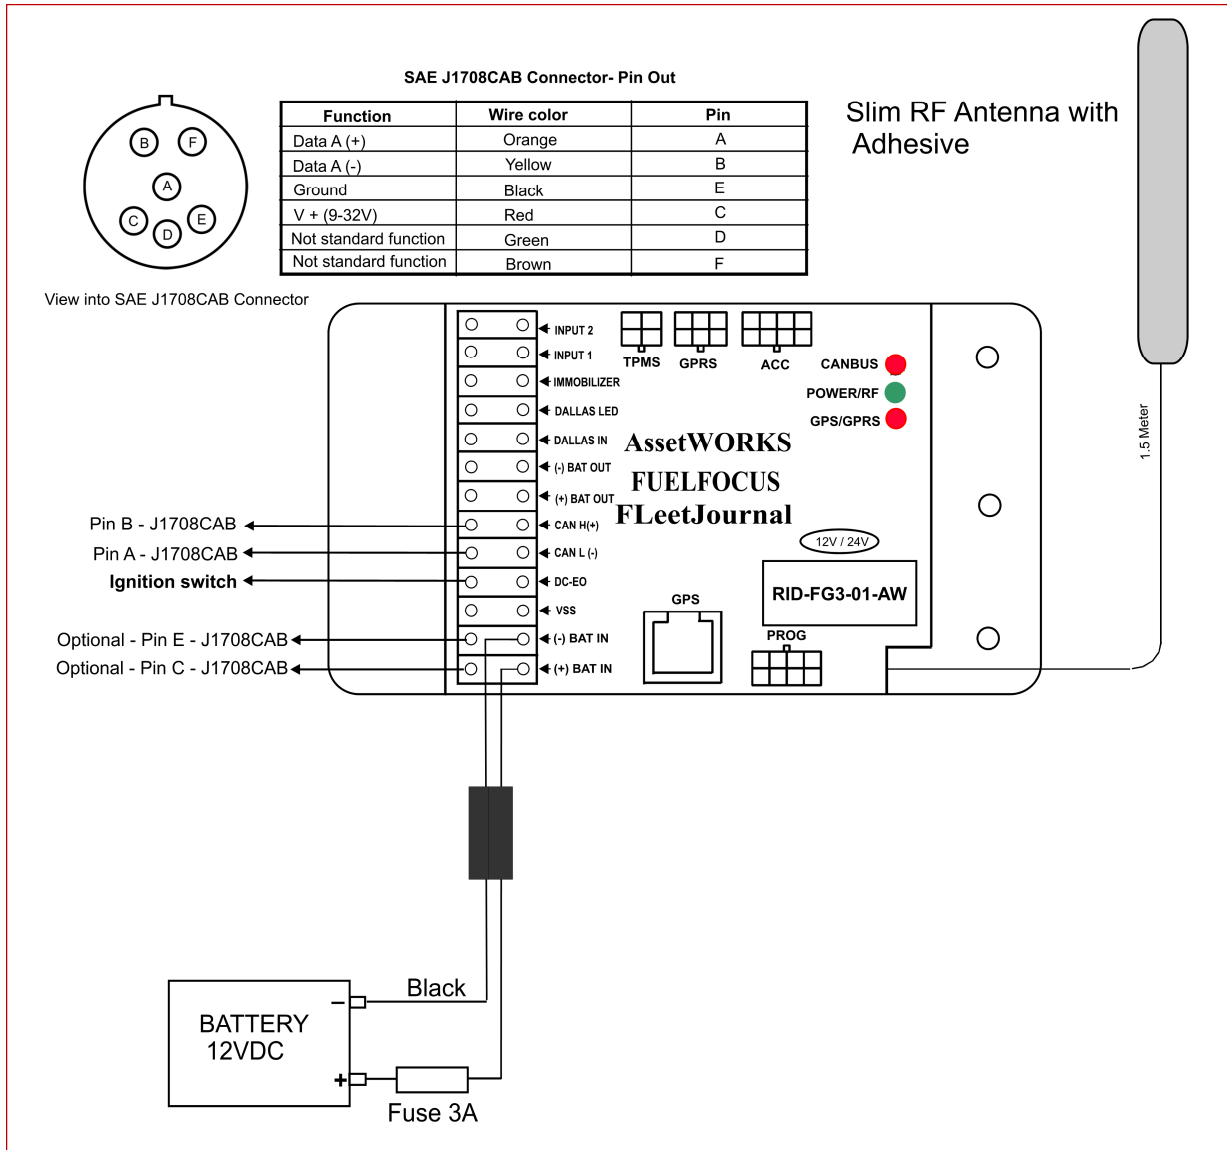 SAE J1708CAB Connector- Pin Out
Function Wire color Pin
Data A (+) Orange A
Data A (-) Yellow B
Ground Black E
V + (9-32V) Red C
Not standard function Green D
Not standard function Brown F
B F
A
C E
D
View into SAE J1708CAB Connector
Slim RF Antenna with
Adhesive
1.5 Meter
INPUT 2
INPUT 1
IMMOBILIZER
DALLAS LED
DALLAS IN
(-) BAT OUT
(+) BAT OUT
CAN H(+)
CAN L (-)
DC-EO
VSS
(-) BAT IN
(+) BAT IN
TPMS GPRS ACC
CANBUS
POWER/RF
GPS/GPRS
AssetWORKS
FUELFOCUS
FLeetJournal
12V / 24V
RID-FG3-01-AW
GPS
PROG
Pin B - J1708CAB
Pin A - J1708CAB
Ignition switch
Optional - Pin E - J1708CAB
Optional - Pin C - J1708CAB
Black
−
BATTERY
12VDC
+
Fuse 3A